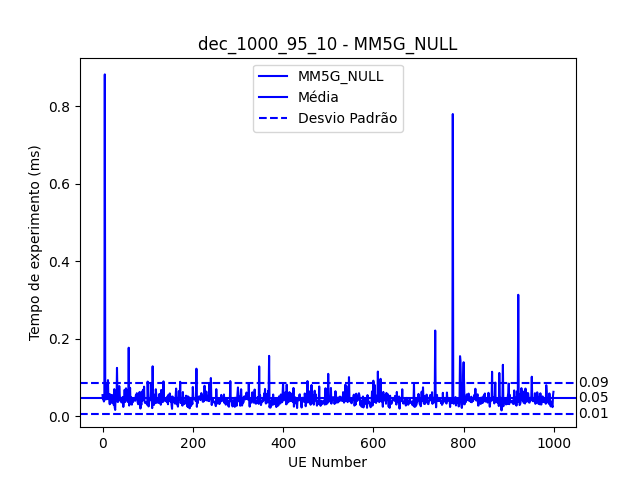 dec_1000_95_10 - MM5G_NULL
MM5G_NULL
Média
Desvio Padrão
Tempo de experimento (ms)
0.8
0.6
0.4
0.2
0.0
0.09
0.05
0.01
0 200 400 600 800 1000
UE Number